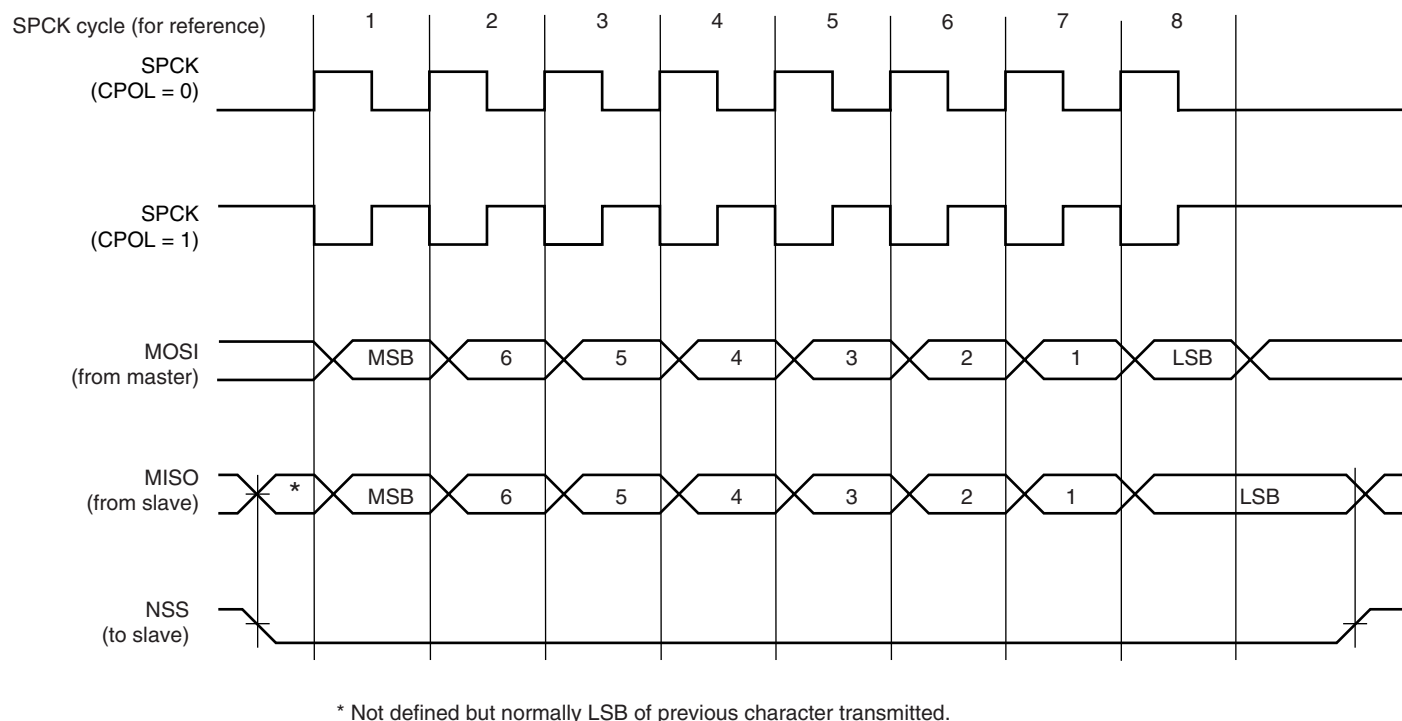 SPCK cycle (for reference) 1 2 3 4 5 6 7 8
SPCK
(CPOL = 0)
SPCK
(CPOL = 1)
MOSI
(from master)
MSB 6 5 4 3 2 1 LSB
MISO
(from slave)
* MSB 6 5 4 3 2 1 LSB
NSS
(to slave)
* Not defined but normally LSB of previous character transmitted.